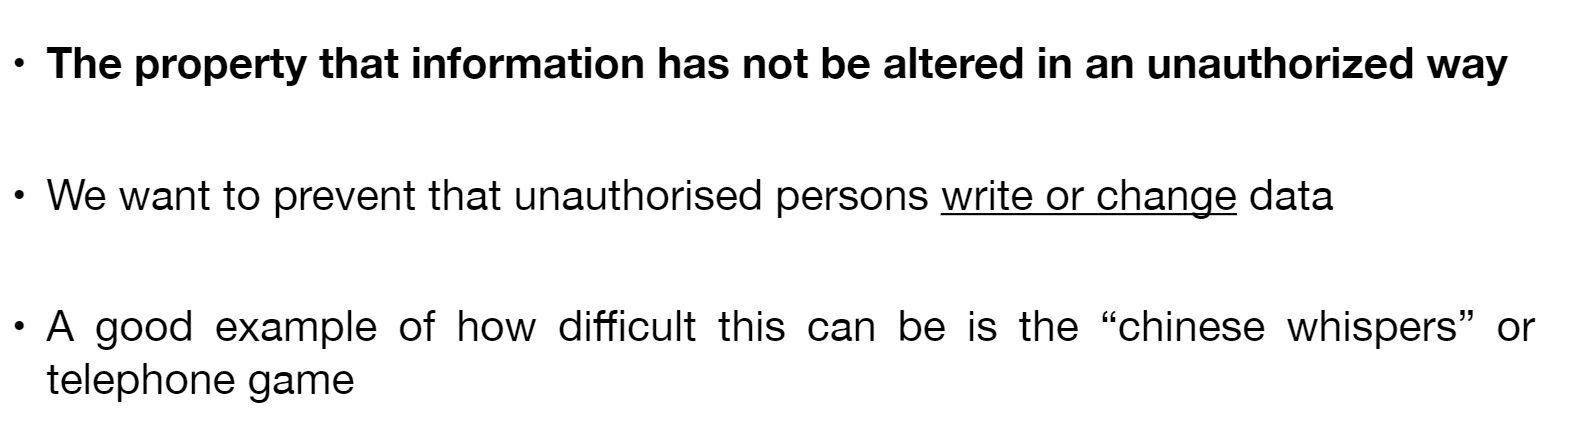 • The property that information has not be altered in an unauthorized way
• We want to prevent that unauthorised persons write or change data
• A good example of how difficult this can be is the “chinese whispers” or
telephone game